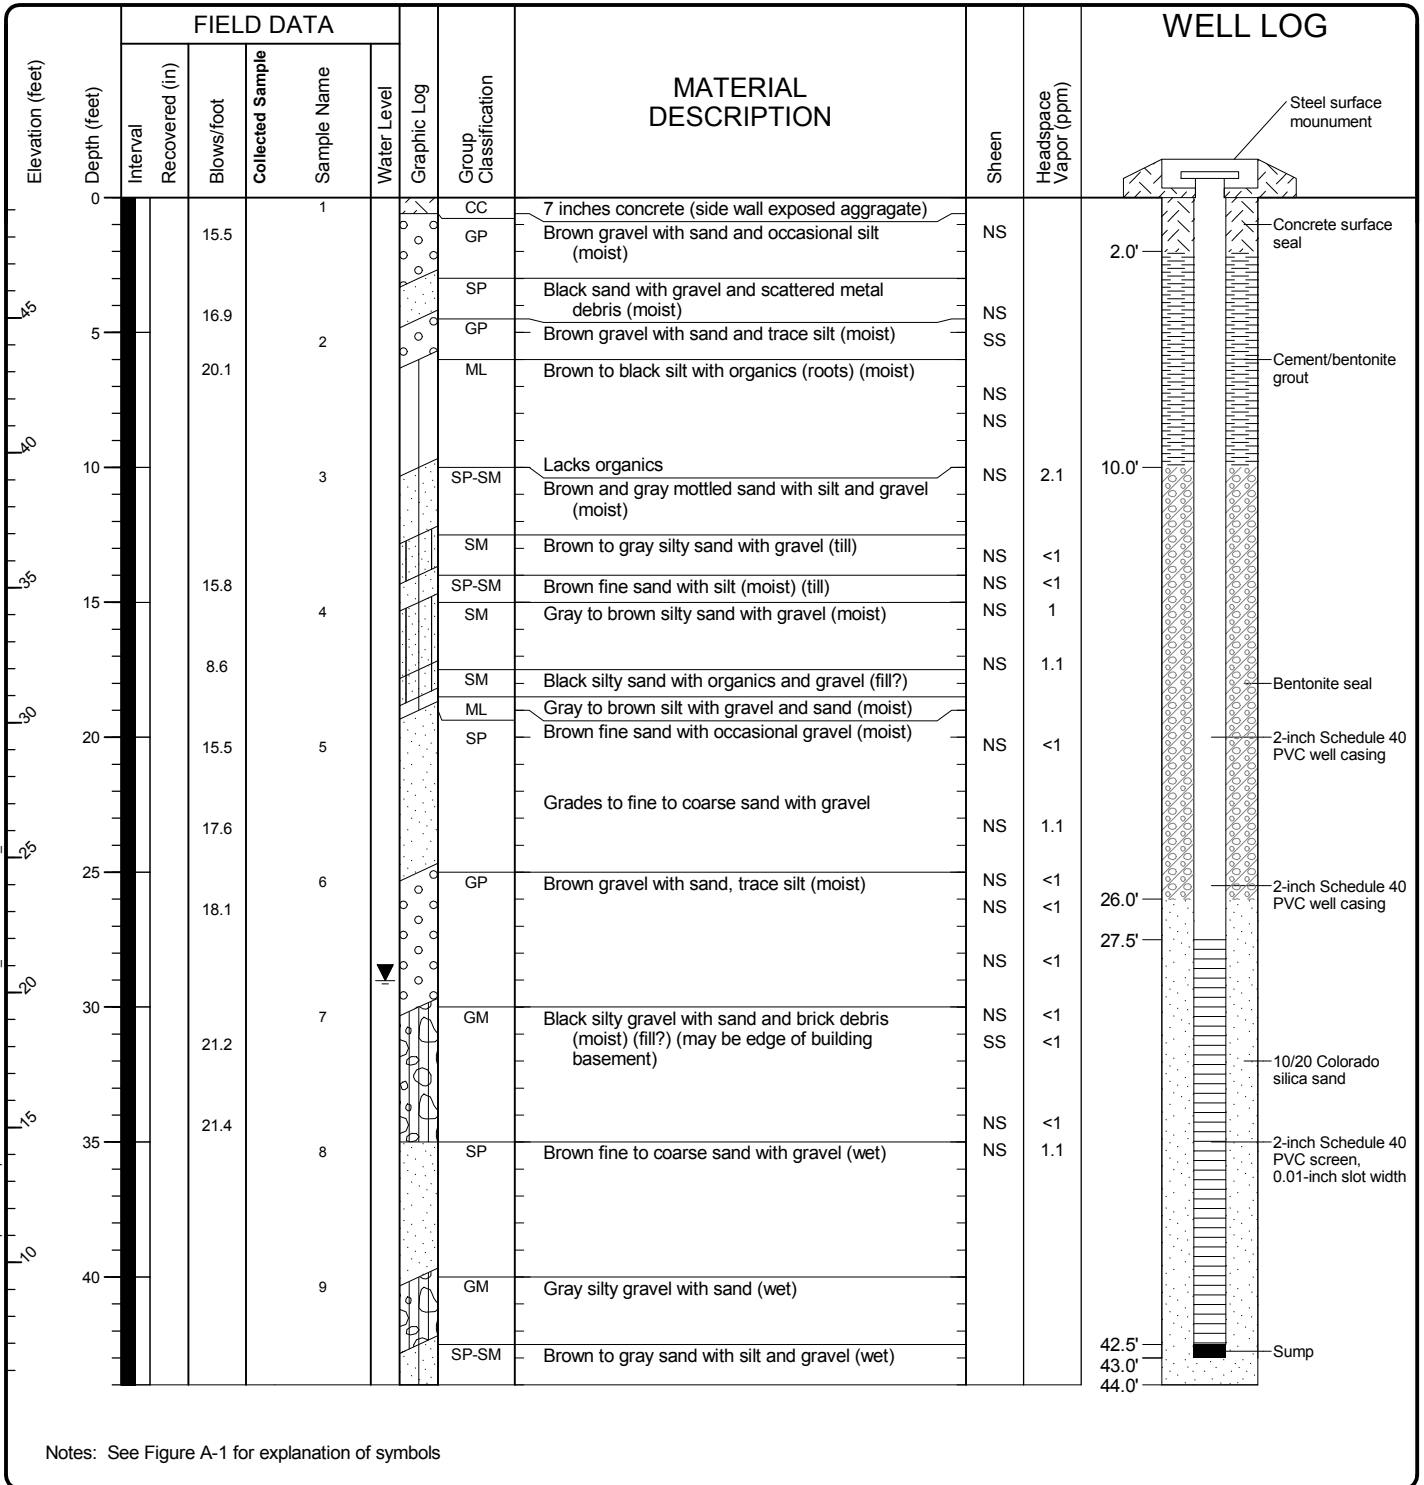 FIELD DATA
WELL LOG
Elevation (feet)
Depth (feet)
Interval
Recovered (in)
Blows/foot
Collected Sample
Sample Name
Water Level
Graphic Log
Group
Classification
MATERIAL
DESCRIPTION
Sheen
Headspace
Vapor (ppm)
Steel surface
mounument
0
1
CC
7 inches concrete (side wall exposed aggragate)
15.5
GP
Brown gravel with sand and occasional silt
(moist)
NS
Concrete surface
seal
2.0'
SP
Black sand with gravel and scattered metal
debris (moist)
45
16.9
NS
5
2
GP
Brown gravel with sand and trace silt (moist)
SS
20.1
ML
Brown to black silt with organics (roots) (moist)
Cement/bentonite
grout
NS
NS
40
10
Lacks organics
10.0'
3
SP-SM
Brown and gray mottled sand with silt and gravel
(moist)
NS
2.1
SM
Brown to gray silty sand with gravel (till)
NS
<1
35
15.8
SP-SM
Brown fine sand with silt (moist) (till)
NS
<1
15
4
SM
Gray to brown silty sand with gravel (moist)
NS
1
8.6
NS
1.1
SM
Black silty sand with organics and gravel (fill?)
Bentonite seal
30
ML
Gray to brown silt with gravel and sand (moist)
20
15.5
5
SP
Brown fine sand with occasional gravel (moist)
NS
<1
2-inch Schedule 40
PVC well casing
Grades to fine to coarse sand with gravel
17.6
NS
1.1
25
25
6
GP
Brown gravel with sand, trace silt (moist)
NS
<1
2-inch Schedule 40
PVC well casing
18.1
NS
<1
26.0'
27.5'
NS
<1
20
30
7
GM
Black silty gravel with sand and brick debris
(moist) (fill?) (may be edge of building
basement)
NS
<1
21.2
SS
<1
10/20 Colorado
silica sand
15
21.4
NS
<1
35
8
SP
Brown fine to coarse sand with gravel (wet)
NS
1.1
2-inch Schedule 40
PVC screen,
0.01-inch slot width
10
40
9
GM
Gray silty gravel with sand (wet)
42.5'
SP-SM
Brown to gray sand with silt and gravel (wet)
Sump
43.0'
44.0'
Notes: See Figure A-1 for explanation of symbols